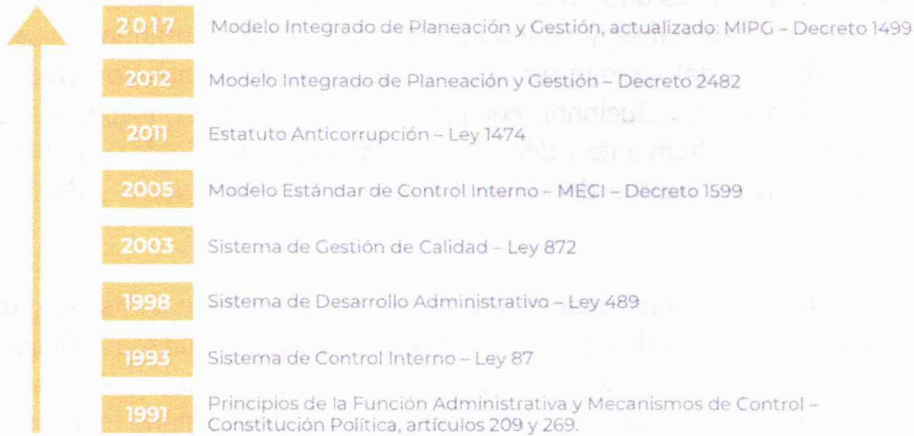 2017 Modelo Integrado de Planeación y Gestión, actualizado: MIPG – Decreto 1499
2012 Modelo Integrado de Planeación y Gestión – Decreto 2482
2011 Estatuto Anticorrupción – Ley 1474
2005 Modelo Estándar de Control Interno – MECI – Decreto 1599
2003 Sistema de Gestión de Calidad – Ley 872
1998 Sistema de Desarrollo Administrativo – Ley 489
1993 Sistema de Control Interno – Ley 87
1991 Principios de la Función Administrativa y Mecanismos de Control –
Constitución Política, artículos 209 y 269.